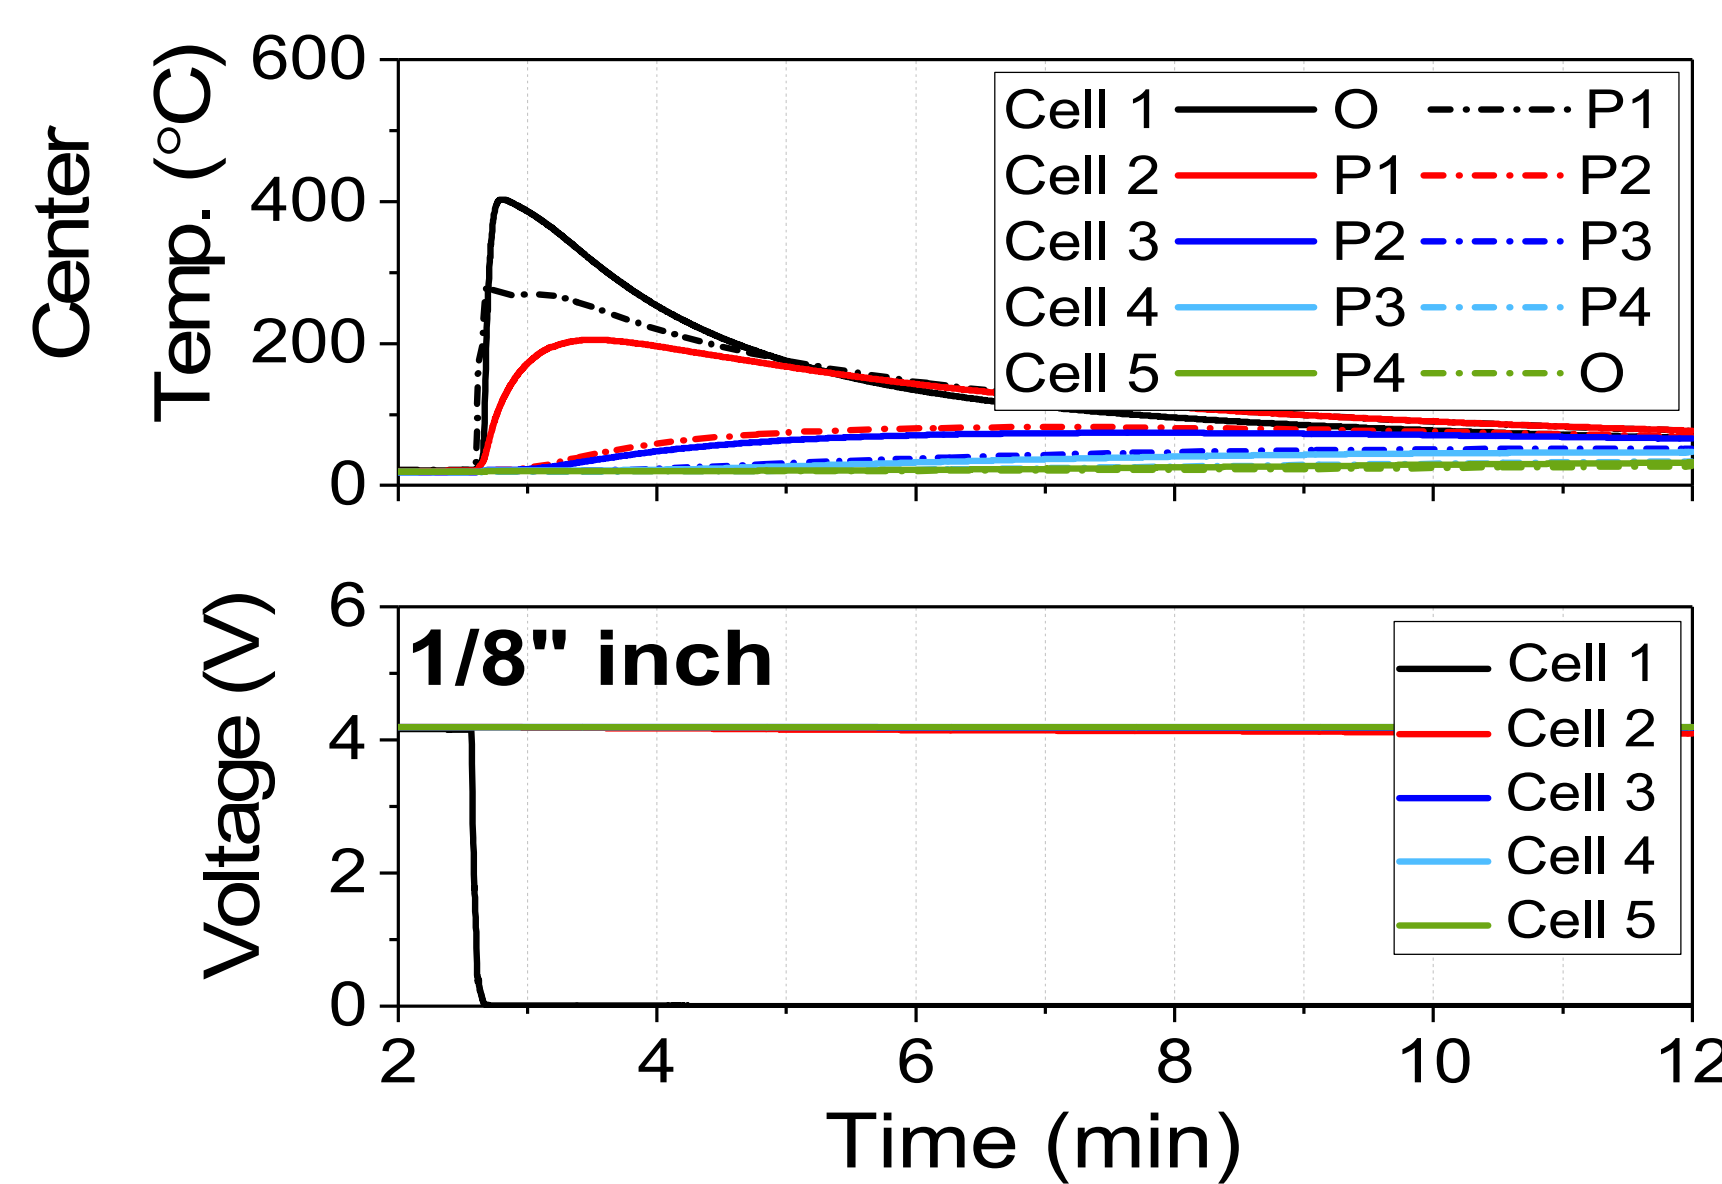 Center
Temp. (°C)
600
400
200
0
Cell 1 O P1
Cell 2 P1 P2
Cell 3 P2 P3
Cell 4 P3 P4
Cell 5 P4 O
Voltage (V)
6
4
2
0
1/8" inch
Cell 1
Cell 2
Cell 3
Cell 4
Cell 5
2 4 6 8 10 12
Time (min)